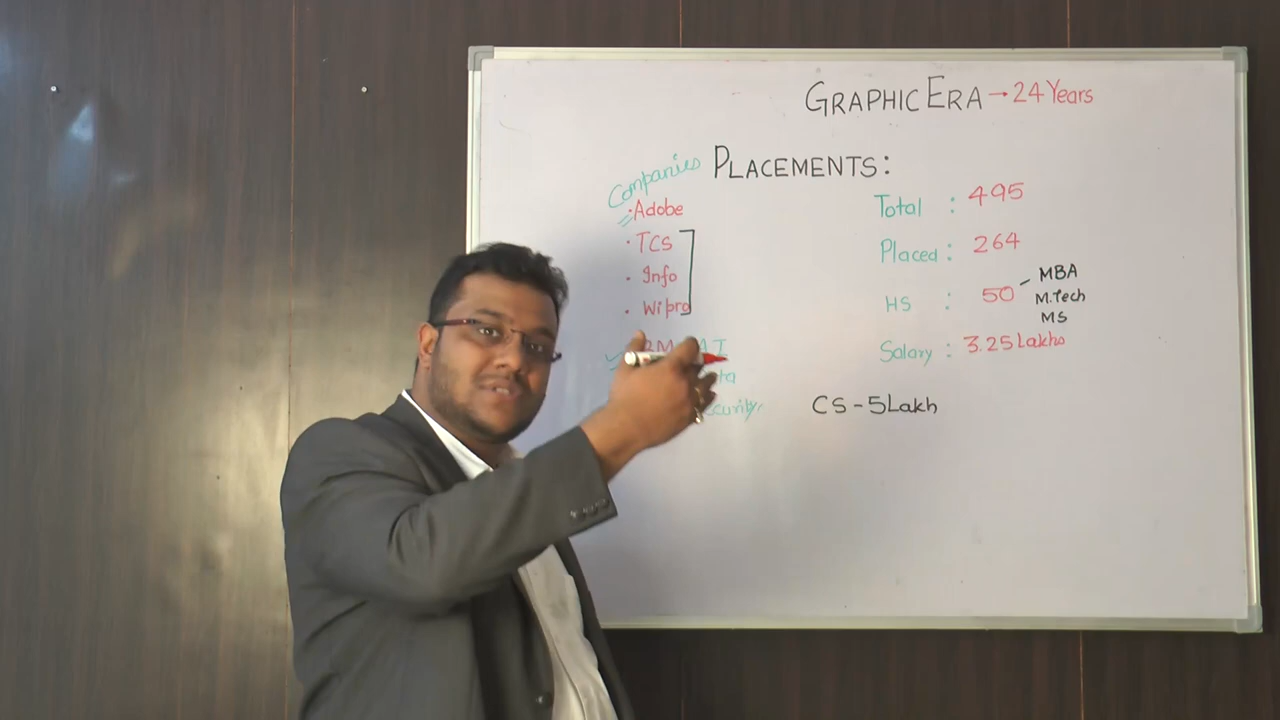 GRAPHIC ERA → 24 Years
Companies PLACEMENTS:
· Adobe
· TCS
· Info
· Wipro
Total : 495
Placed : 264
HS : 50 – MBA
M.Tech
MS
Salary : 3.25 Lakhs
CS - 5 Lakh